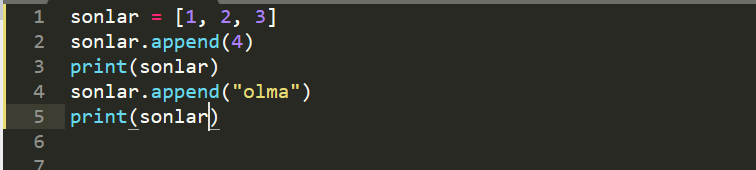 1 sonlar = [1, 2, 3]
2 sonlar.append(4)
3 print(sonlar)
4 sonlar.append("olma")
5 print(sonlar)
6
7